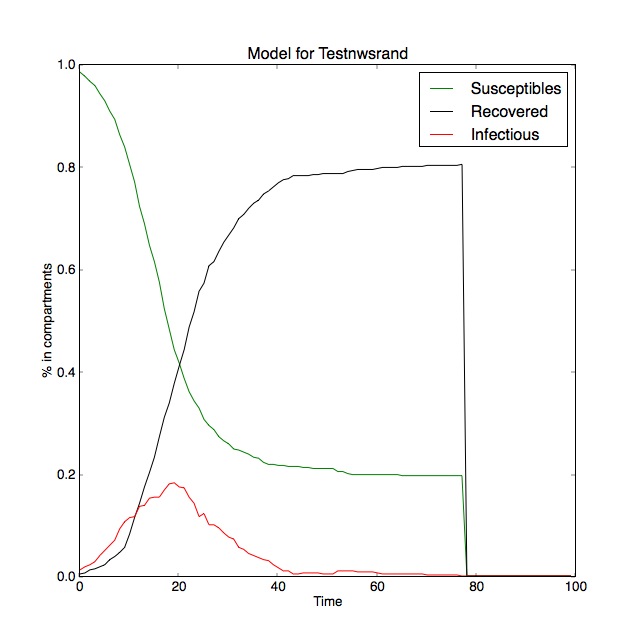 Model for Testnwsrand
1.0
0.8
0.6
0.4
0.2
0.0
% in compartments
Susceptibles
Recovered
Infectious
0 20 40 60 80 100
Time